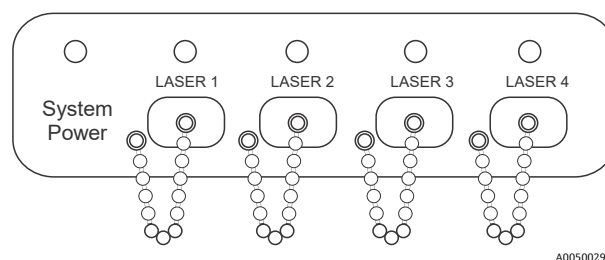 LASER 1
LASER 2
LASER 3
LASER 4
System
Power
A0050029